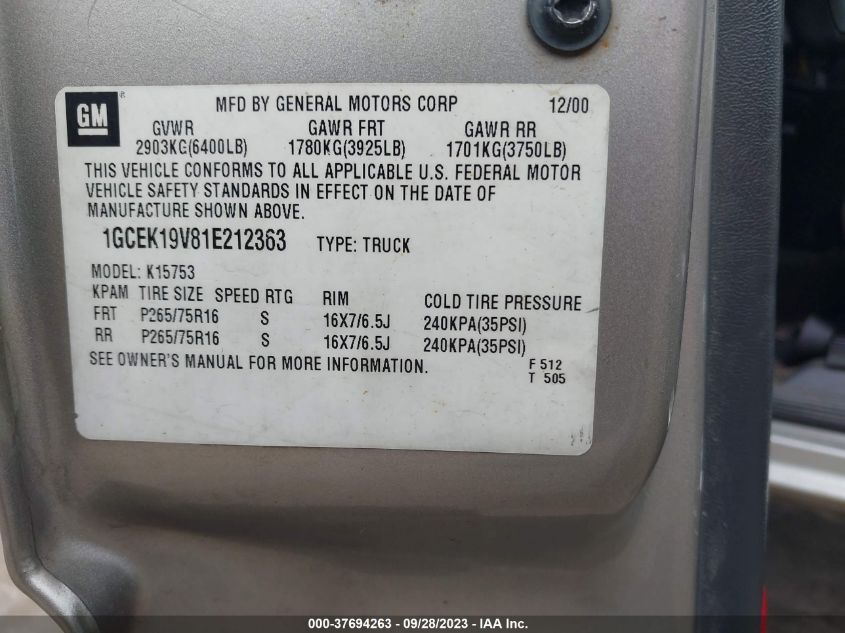 GM ®
MFD BY GENERAL MOTORS CORP 12/00
GVWR GAWR FRT GAWR RR
2903KG(6400LB) 1780KG(3925LB) 1701KG(3750LB)
THIS VEHICLE CONFORMS TO ALL APPLICABLE U.S. FEDERAL MOTOR
VEHICLE SAFETY STANDARDS IN EFFECT ON THE DATE OF
MANUFACTURE SHOWN ABOVE.
1GCEK19V81E212363 TYPE: TRUCK
MODEL: K15753
KPAM TIRE SIZE SPEED RTG RIM COLD TIRE PRESSURE
FRT P265/75R16 S 16X7/6.5J 240KPA(35PSI)
RR P265/75R16 S 16X7/6.5J 240KPA(35PSI)
SEE OWNER'S MANUAL FOR MORE INFORMATION.
F 512
T 505
000-37694263 - 09/28/2023 - IAA Inc.